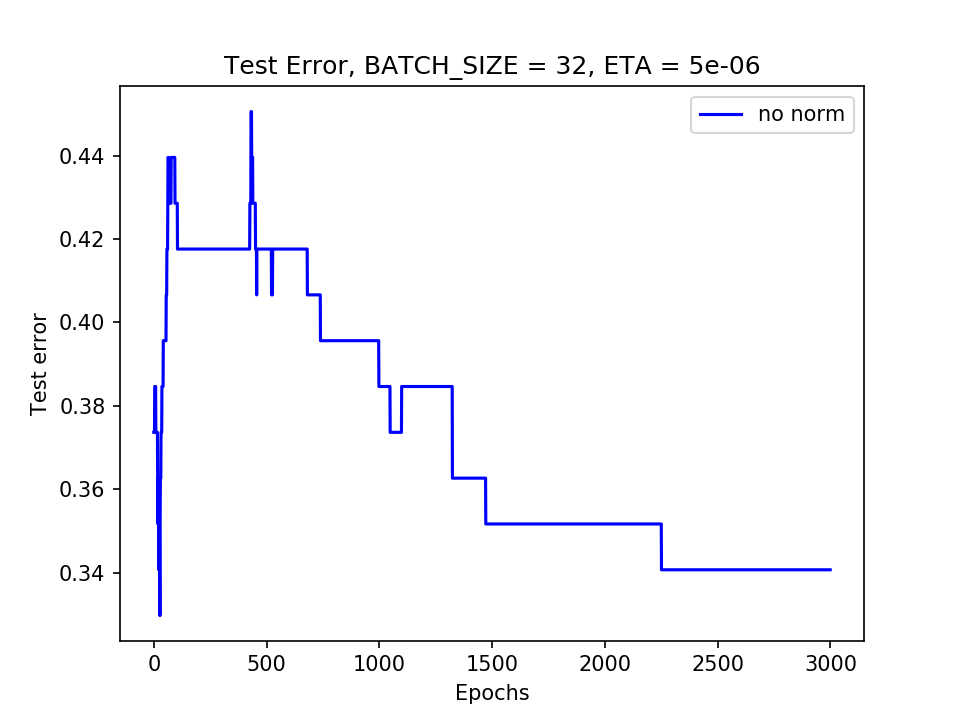 Test Error, BATCH_SIZE = 32, ETA = 5e-06
no norm
Test error
0.44
0.42
0.40
0.38
0.36
0.34
0 500 1000 1500 2000 2500 3000
Epochs